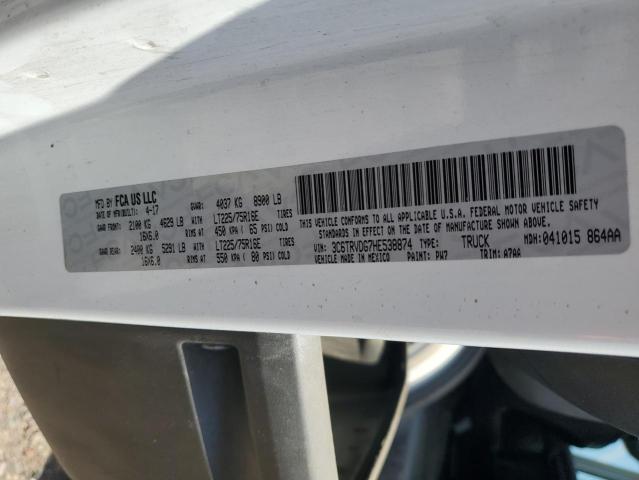 MFD BY FCA US LLC
DATE OF MFR(BUILT): 4-17 GVWR: 4037 KG 8900 LB
GAWR FRONT: 2100 KG 4629 LB WITH LT225/75R16E TIRES
16X6.0 RIMS AT 450 KPA ( 65 PSI) COLD
GAWR REAR: 2400 KG 5291 LB WITH LT225/75R16E TIRES
16X6.0 RIMS AT 550 KPA ( 80 PSI) COLD
THIS VEHICLE CONFORMS TO ALL APPLICABLE U.S.A. FEDERAL MOTOR VEHICLE SAFETY
STANDARDS IN EFFECT ON THE DATE OF MANUFACTURE SHOWN ABOVE.
VIN: 3C6TRVDG7HE538874 TYPE: TRUCK MDH:041015 864AA
VEHICLE MADE IN MEXICO PAINT: PW7 TRIM: A7AA